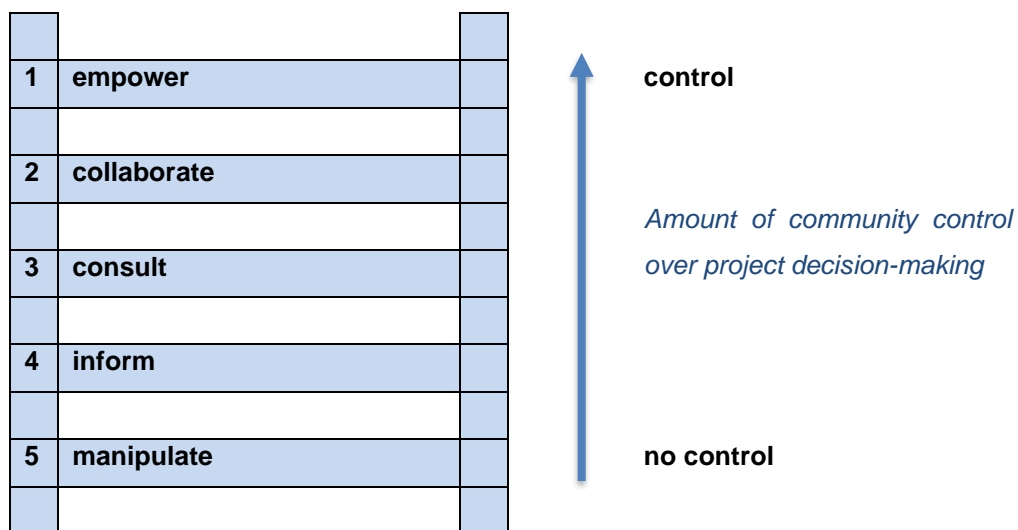 1 empower
control
2 collaborate
Amount of community control
over project decision-making
3 consult
4 inform
5 manipulate
no control